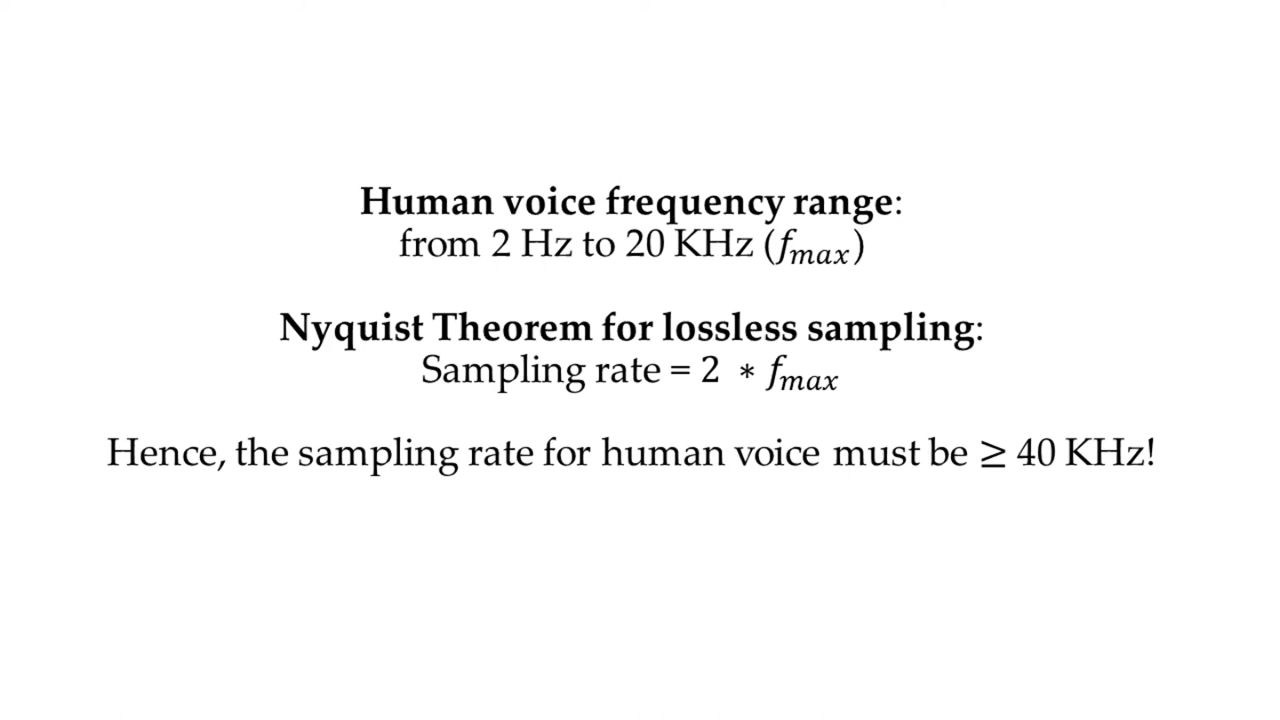 Human voice frequency range:
from 2 Hz to 20 KHz (𝑓𝑚𝑎𝑥)
Nyquist Theorem for lossless sampling:
Sampling rate = 2 ∗ 𝑓𝑚𝑎𝑥
Hence, the sampling rate for human voice must be ≥ 40 KHz!